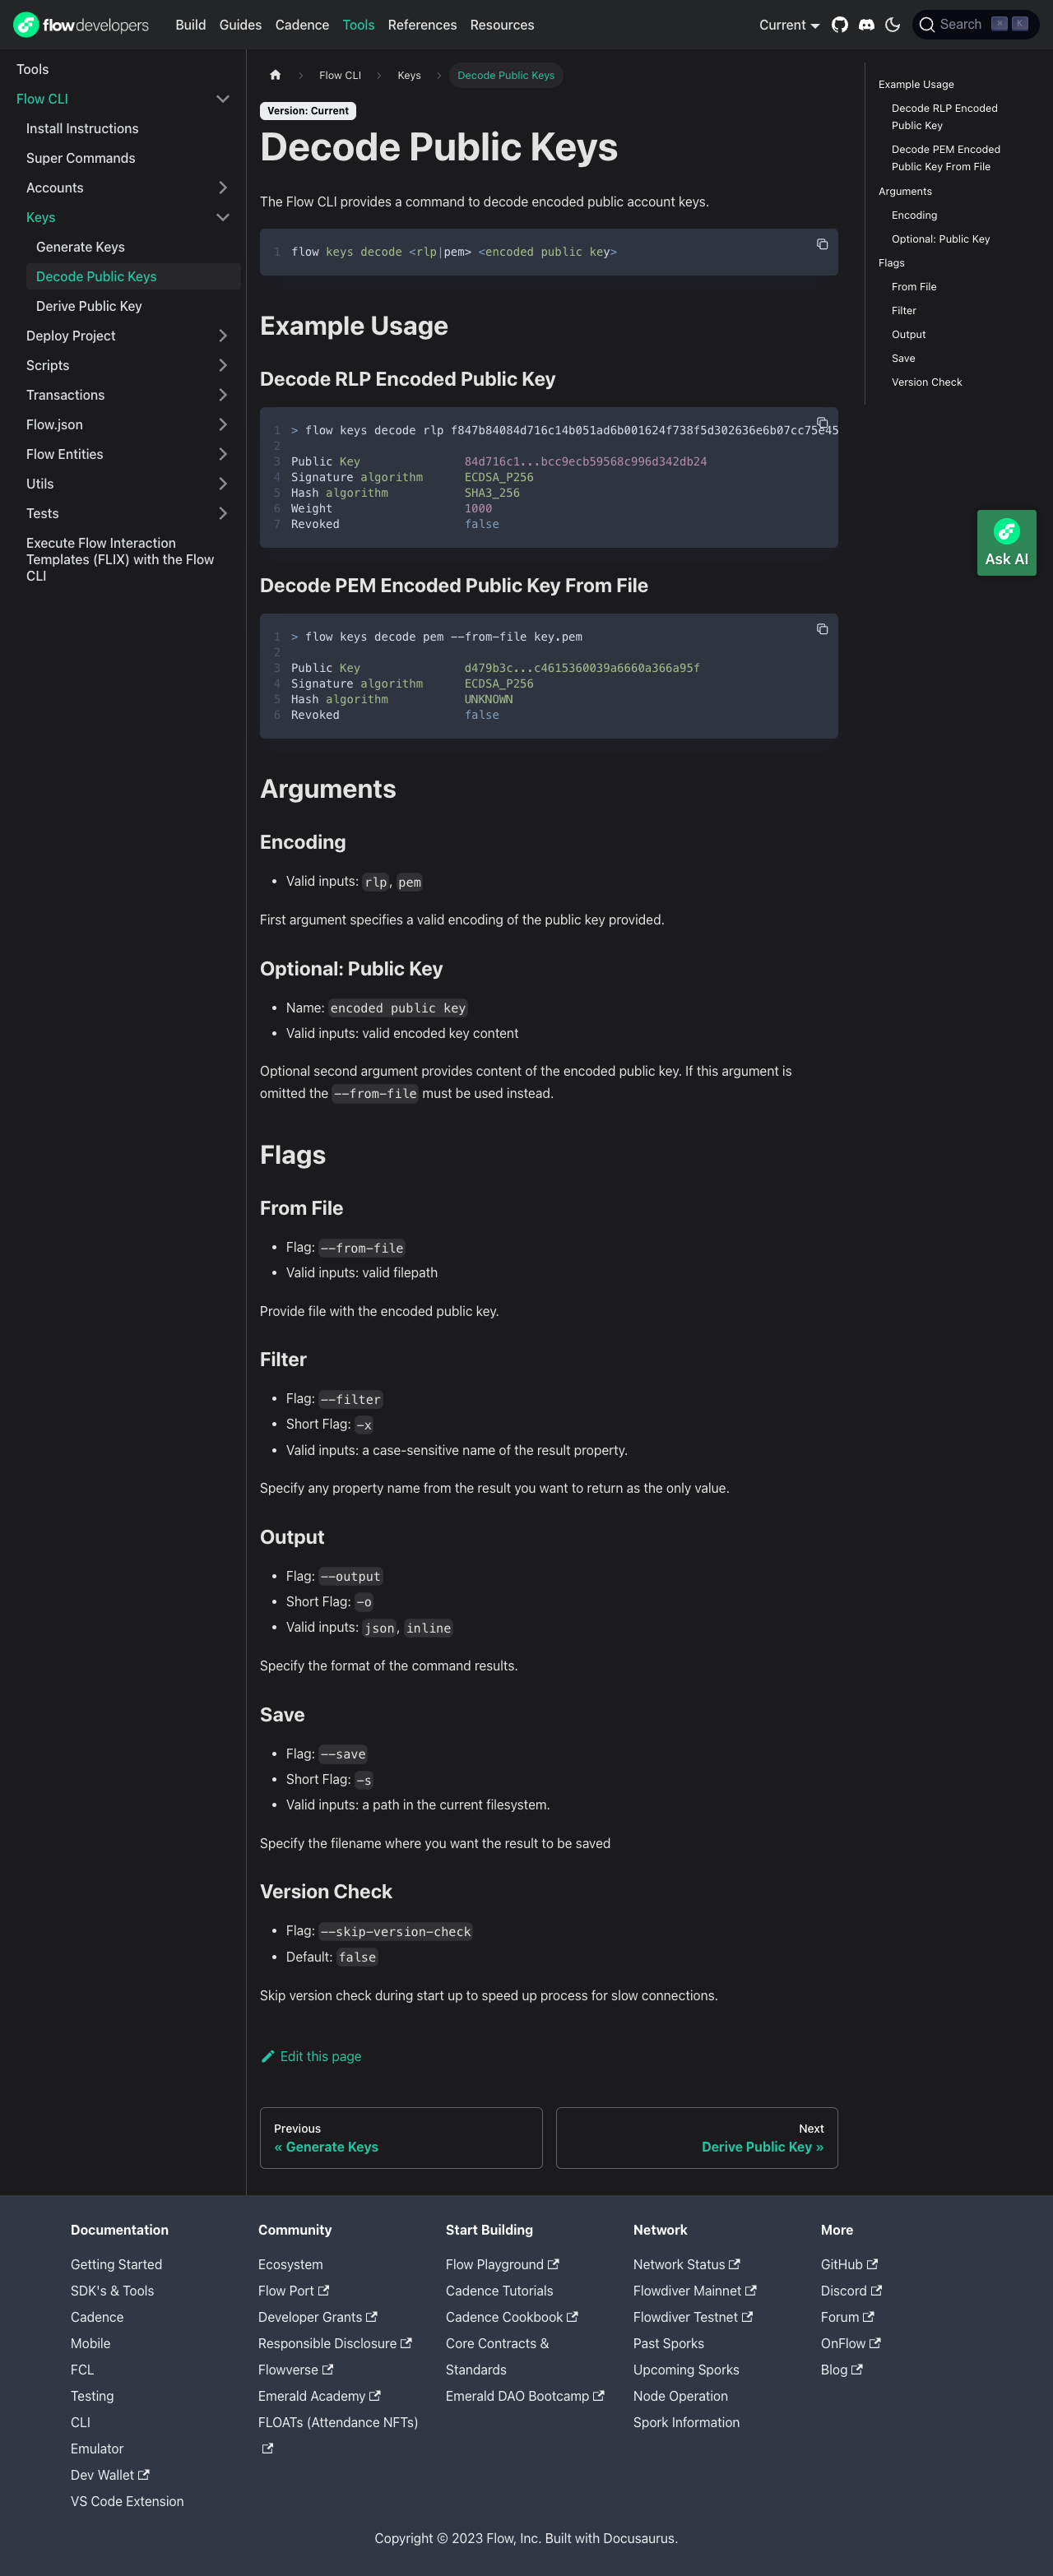 flowdevelopers Build Guides Cadence Tools References Resources Current Search ⌘ K
Tools
Flow CLI
Install Instructions
Super Commands
Accounts
Keys
Generate Keys
Decode Public Keys
Derive Public Key
Deploy Project
Scripts
Transactions
Flow.json
Flow Entities
Utils
Tests
Execute Flow Interaction
Templates (FLIX) with the Flow
CLI
Flow CLI > Keys > Decode Public Keys
Version: Current
Decode Public Keys
The Flow CLI provides a command to decode encoded public account keys.
1 flow keys decode <rlp|pem> <encoded public key>
Example Usage
Decode RLP Encoded Public Key
1 > flow keys decode rlp f847b84084d716c14b051ad6b001624f738f5d302636e6b07cc75e45
2
3 Public Key 84d716c1...bcc9ecb59568c996d342db24
4 Signature algorithm ECDSA_P256
5 Hash algorithm SHA3_256
6 Weight 1000
7 Revoked false
Decode PEM Encoded Public Key From File
1 > flow keys decode pem --from-file key.pem
2
3 Public Key d479b3c...c4615360039a6660a366a95f
4 Signature algorithm ECDSA_P256
5 Hash algorithm UNKNOWN
6 Revoked false
Arguments
Encoding
• Valid inputs: rlp, pem
First argument specifies a valid encoding of the public key provided.
Optional: Public Key
• Name: encoded public key
• Valid inputs: valid encoded key content
Optional second argument provides content of the encoded public key. If this argument is
omitted the --from-file must be used instead.
Flags
From File
• Flag: --from-file
• Valid inputs: valid filepath
Provide file with the encoded public key.
Filter
• Flag: --filter
• Short Flag: -x
• Valid inputs: a case-sensitive name of the result property.
Specify any property name from the result you want to return as the only value.
Output
• Flag: --output
• Short Flag: -o
• Valid inputs: json, inline
Specify the format of the command results.
Save
• Flag: --save
• Short Flag: -s
• Valid inputs: a path in the current filesystem.
Specify the filename where you want the result to be saved
Version Check
• Flag: --skip-version-check
• Default: false
Skip version check during start up to speed up process for slow connections.
Edit this page
Previous
« Generate Keys
Next
Derive Public Key »
Example Usage
Decode RLP Encoded
Public Key
Decode PEM Encoded
Public Key From File
Arguments
Encoding
Optional: Public Key
Flags
From File
Filter
Output
Save
Version Check
Ask AI
Documentation
Getting Started
SDK's & Tools
Cadence
Mobile
FCL
Testing
CLI
Emulator
Dev Wallet
VS Code Extension
Community
Ecosystem
Flow Port
Developer Grants
Responsible Disclosure
Flowverse
Emerald Academy
FLOATs (Attendance NFTs)
Start Building
Flow Playground
Cadence Tutorials
Cadence Cookbook
Core Contracts &
Standards
Emerald DAO Bootcamp
Network
Network Status
Flowdiver Mainnet
Flowdiver Testnet
Past Sporks
Upcoming Sporks
Node Operation
Spork Information
More
GitHub
Discord
Forum
OnFlow
Blog
Copyright © 2023 Flow, Inc. Built with Docusaurus.